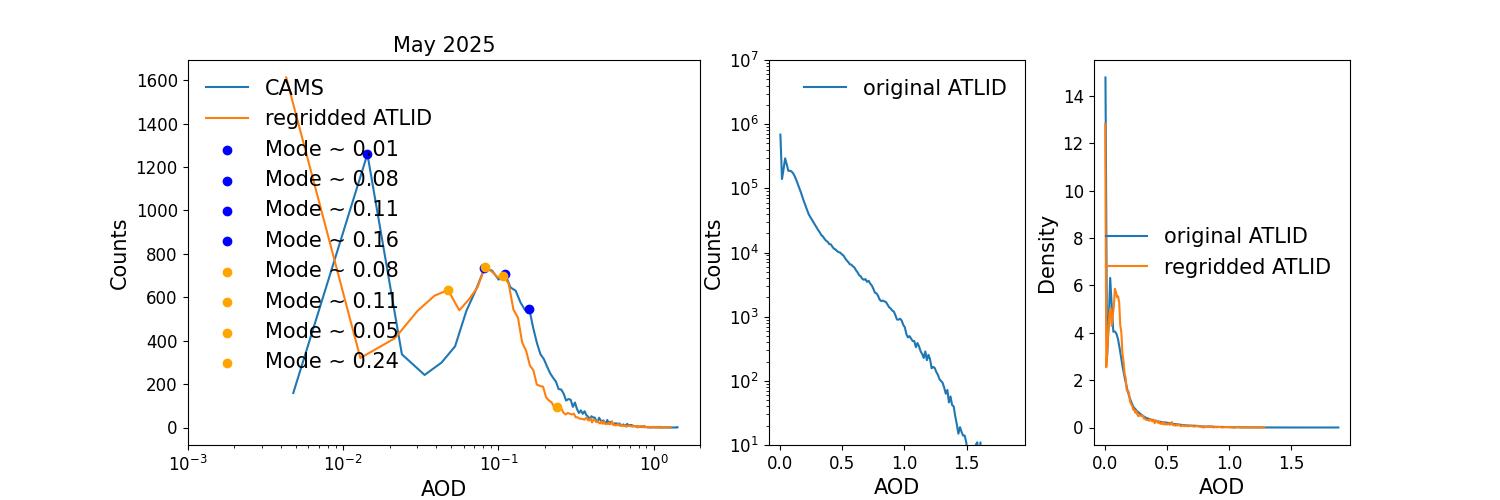 May 2025
Counts
1600
1400
1200
1000
800
600
400
200
0
CAMS
regridded ATLID
Mode ~ 0.01
Mode ~ 0.08
Mode ~ 0.11
Mode ~ 0.16
Mode ~ 0.08
Mode ~ 0.11
Mode ~ 0.05
Mode ~ 0.24
10⁻³ 10⁻² 10⁻¹ 10⁰
AOD
Counts
10⁷
10⁶
10⁵
10⁴
10³
10²
10¹
original ATLID
0.0 0.5 1.0 1.5
AOD
Density
14
12
10
8
6
4
2
0
original ATLID
regridded ATLID
0.0 0.5 1.0 1.5
AOD